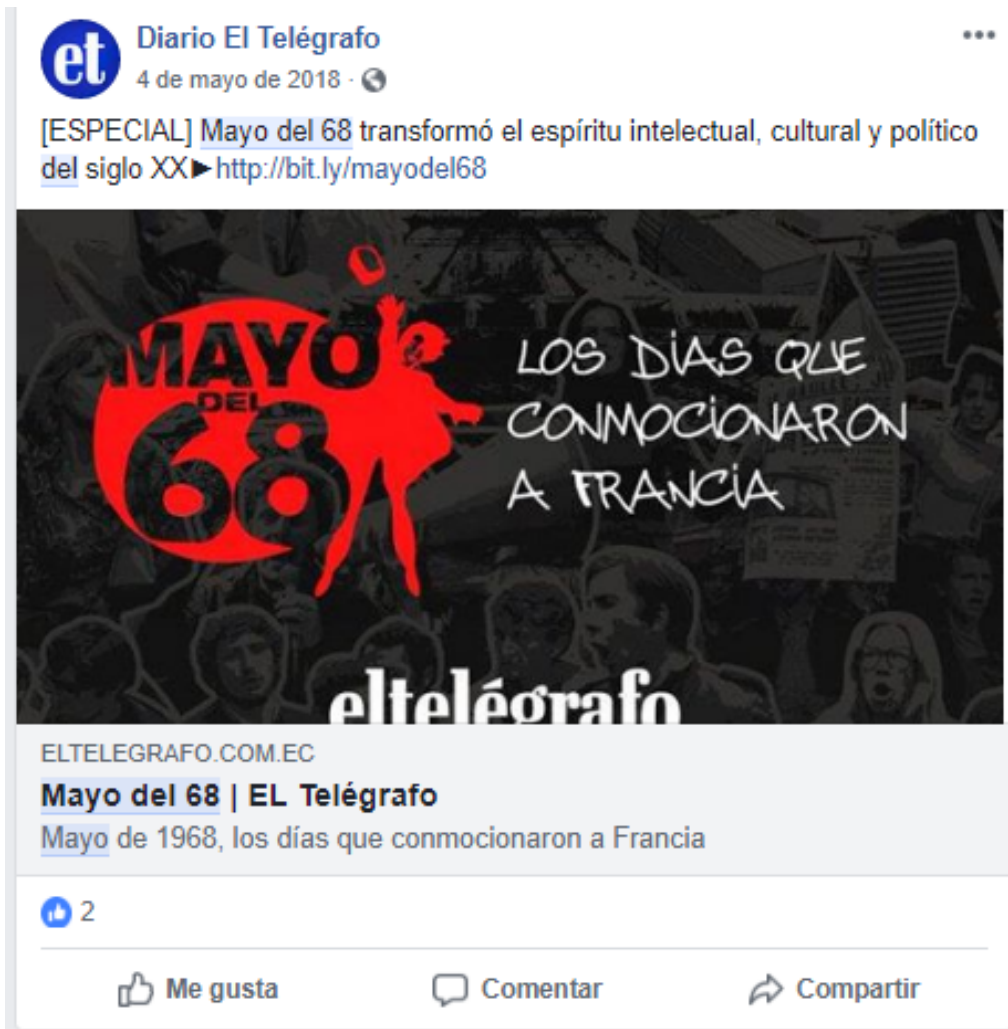 et
Diario El Telégrafo
4 de mayo de 2018 ·
[ESPECIAL] Mayo del 68 transformó el espíritu intelectual, cultural y político
del siglo XX►http://bit.ly/mayodel68
MAYO
DEL
68
LOS DÍAS QUE
CONMOCIONARON
A FRANCIA
eltelégrafo
ELTELEGRAFO.COM.EC
Mayo del 68 | EL Telégrafo
Mayo de 1968, los días que conmocionaron a Francia
2
Me gusta Comentar Compartir